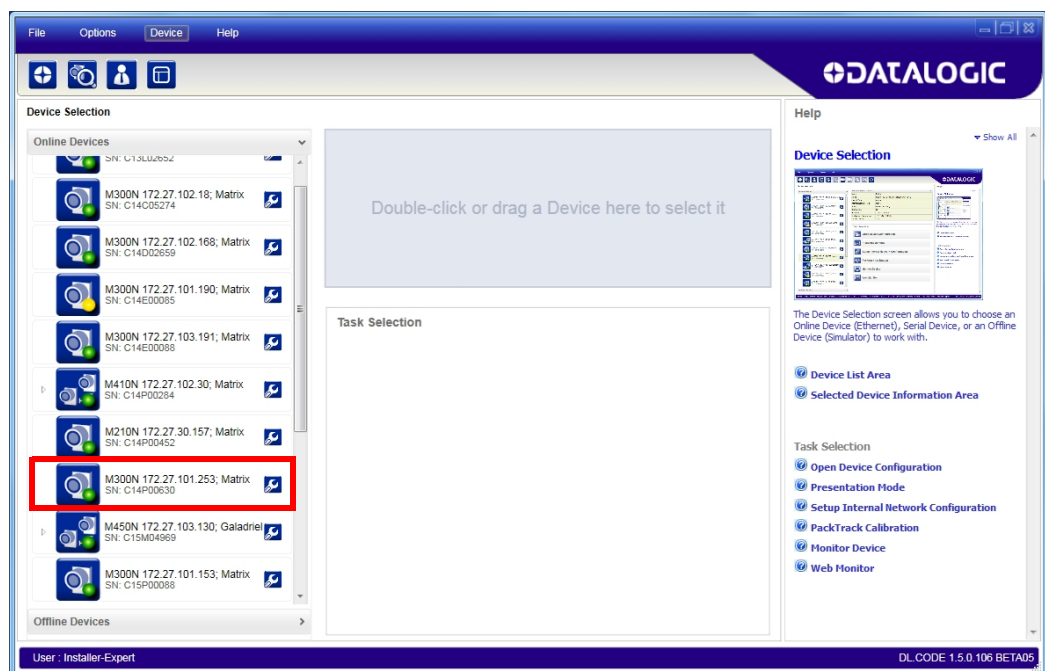 File Options Device Help
DATALOGIC
Device Selection
Online Devices
SN: C13L02652
M300N 172.27.102.18; Matrix
SN: C14C05274
M300N 172.27.102.168; Matrix
SN: C14D02659
M300N 172.27.101.190; Matrix
SN: C14E00085
M300N 172.27.103.191; Matrix
SN: C14E00088
M410N 172.27.102.30; Matrix
SN: C14P00284
M210N 172.27.30.157; Matrix
SN: C14P00452
M300N 172.27.101.253; Matrix
SN: C14P00630
M450N 172.27.103.130; Galadriel
SN: C15M04969
M300N 172.27.101.153; Matrix
SN: C15P00088
Offline Devices
Double-click or drag a Device here to select it
Task Selection
Help
Show All
Device Selection
The Device Selection screen allows you to choose an
Online Device (Ethernet), Serial Device, or an Offline
Device (Simulator) to work with.
Device List Area
Selected Device Information Area
Task Selection
Open Device Configuration
Presentation Mode
Setup Internal Network Configuration
PackTrack Calibration
Monitor Device
Web Monitor
User : Installer-Expert
DL.CODE 1.5.0.106 BETA05